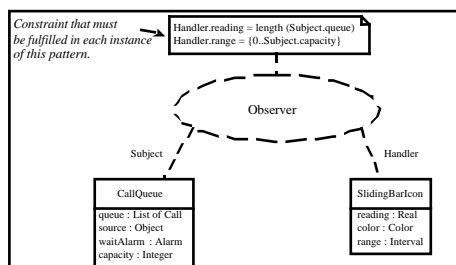 Constraint that must
be fulfilled in each instance
of this pattern.
Handler.reading = length (Subject.queue)
Handler.range = {0..Subject.capacity}
Observer
Subject
Handler
CallQueue
queue : List of Call
source : Object
waitAlarm : Alarm
capacity : Integer
SlidingBarIcon
reading : Real
color : Color
range : Interval